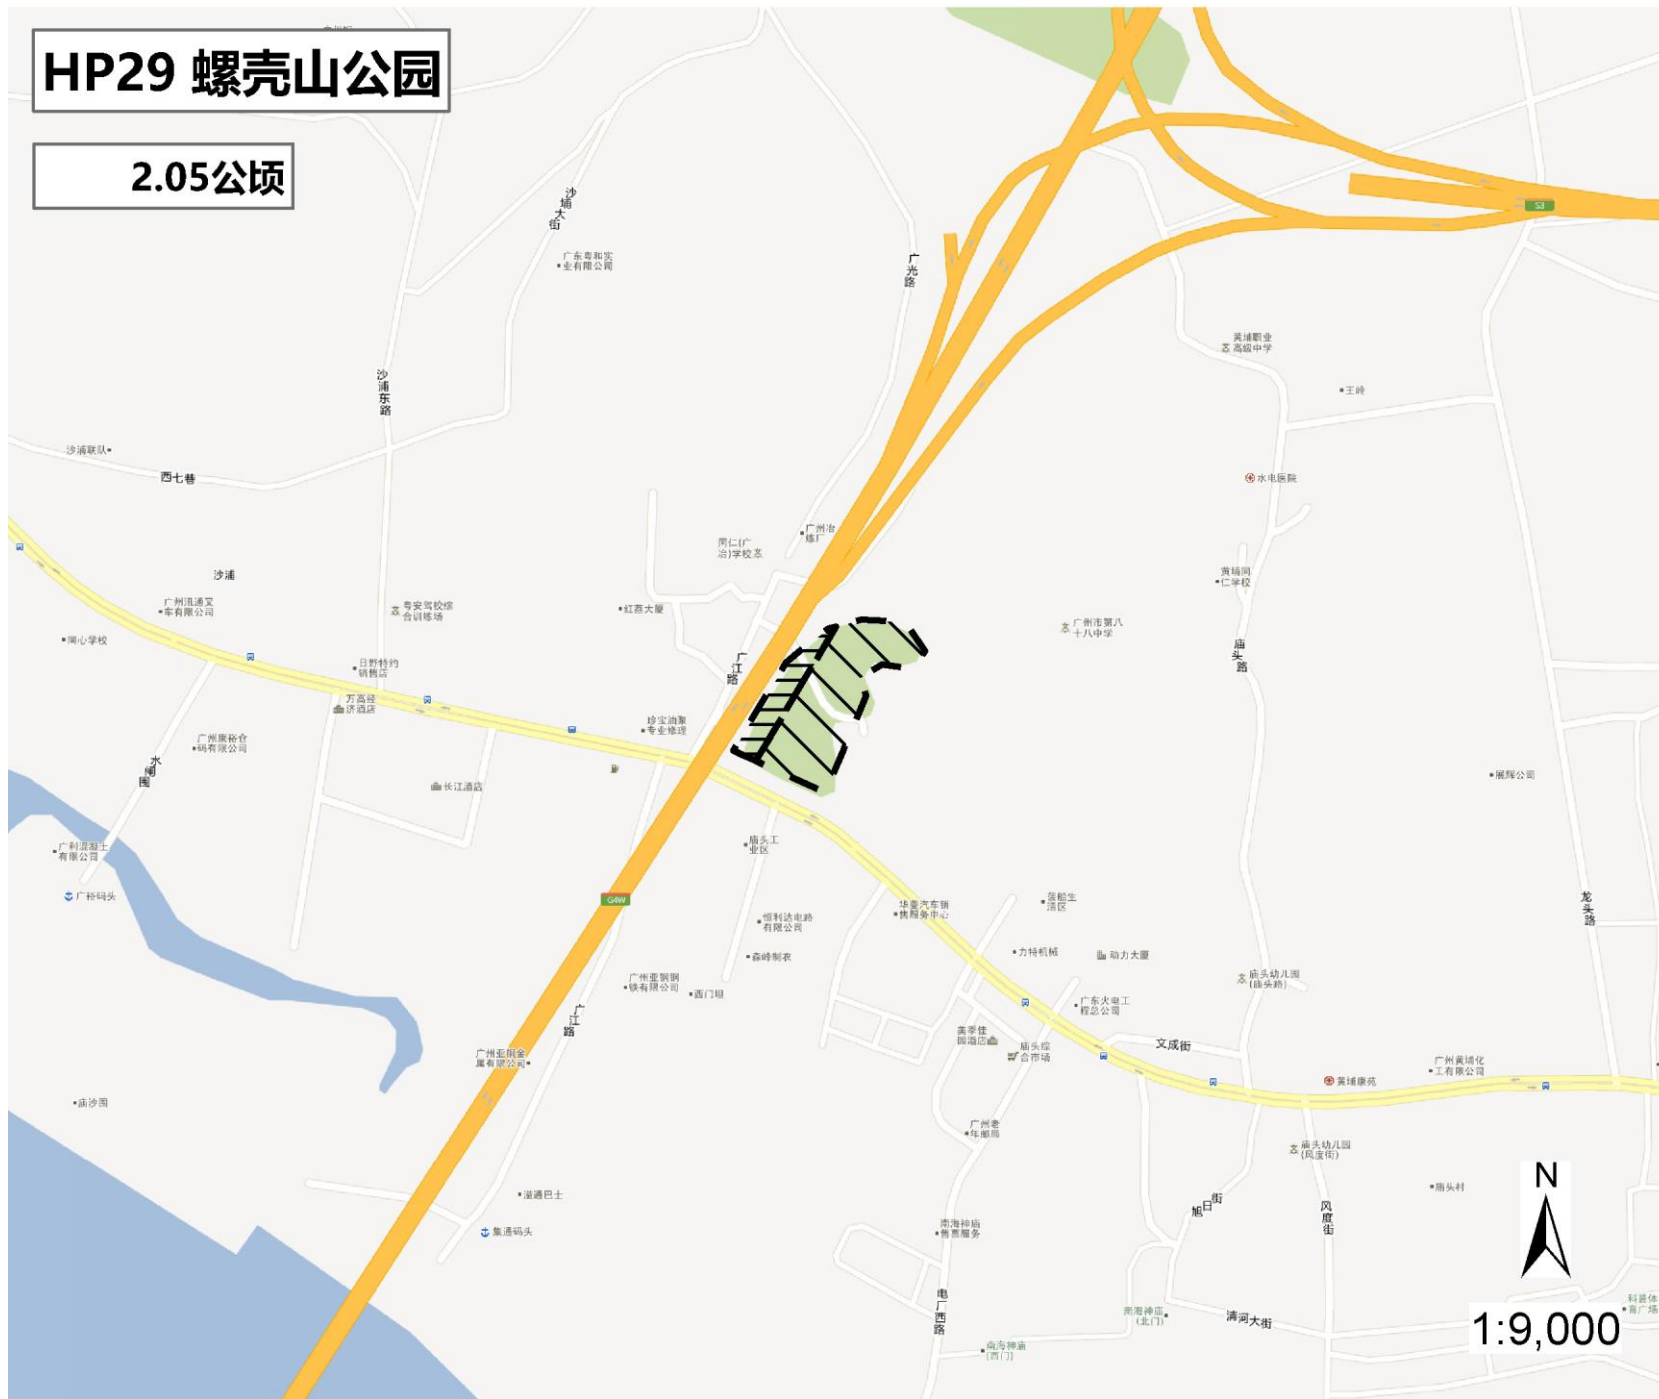 HP29 螺壳山公园
2.05公顷
沙埔大街
广东粤和实
业有限公司
广光路
S3
黄埔职业
高级中学
王岭
沙浦东路
沙浦联队
西七巷
水电医院
广州冶
炼厂
同仁(广
冶)学校
沙浦
广州汛通叉
车有限公司
粤安驾校综
合训练场
红荔大厦
黄埔同
仁学校
广州市第八
十八中学
同心学校
日野特约
销售店
广江路
庙头路
万高经
济酒店
珍宝油泵
专业修理
广州康裕仓
码有限公司
水闸围
长江酒店
展辉公司
庙头工
业区
广利混凝土
有限公司
广裕码头
G4W
华菱汽车销
售服务中心
龙头路
恒利达电路
有限公司
力特机械
动力大厦
森峰制衣
广州亚钢钢
铁有限公司
西门坦
庙头幼儿园
(庙头路)
广东火电工
程总公司
广江路
美季佳
园酒店
庙头综
合市场
文成街
广州亚钢金
属有限公司
广州黄埔化
工有限公司
黄埔康苑
庙沙围
广州老
年邮局
庙头幼儿园
(风度街)
庙头村
N
溢通巴士
旭日街
风度街
集通码头
南海神庙
售票服务
电厂西路
南海神庙
(北门)
清河大街
1:9,000
南海神庙
(西门)